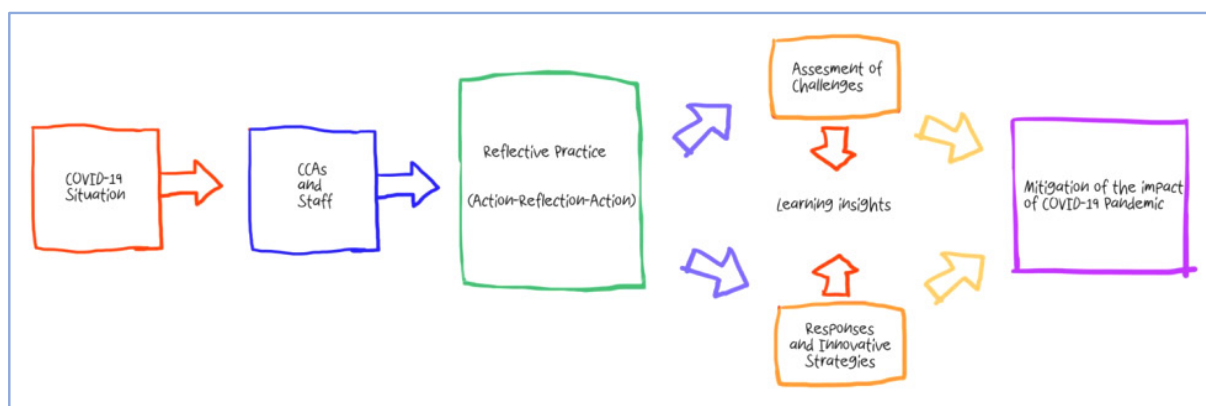 COVID-19
Situation
CCAs
and
Staff
Reflective Practice
(Action-Reflection-Action)
Assesment of
Challenges
Learning insights
Responses
and Innovative
Strategies
Mitigation of the impact
of COVID-19 Pandemic